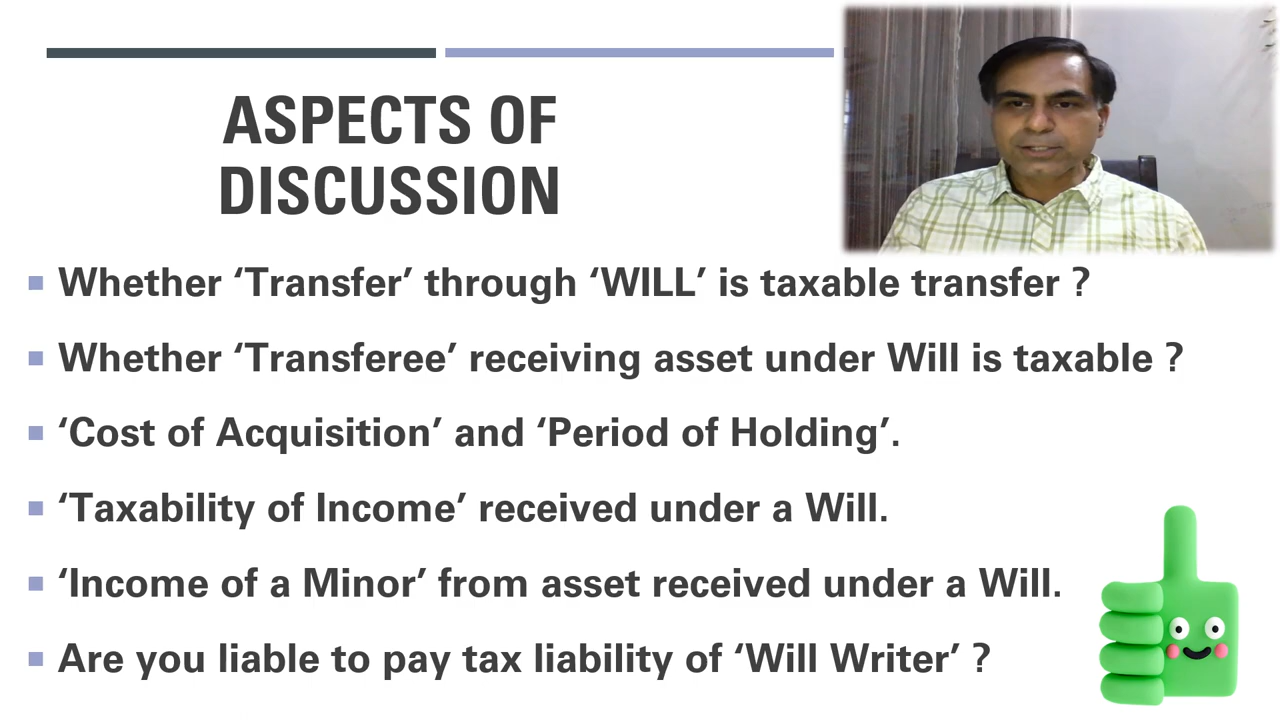 ASPECTS OF
DISCUSSION
Whether ‘Transfer’ through ‘WILL’ is taxable transfer ?
Whether ‘Transferee’ receiving asset under Will is taxable ?
‘Cost of Acquisition’ and ‘Period of Holding’.
‘Taxability of Income’ received under a Will.
‘Income of a Minor’ from asset received under a Will.
Are you liable to pay tax liability of ‘Will Writer’ ?